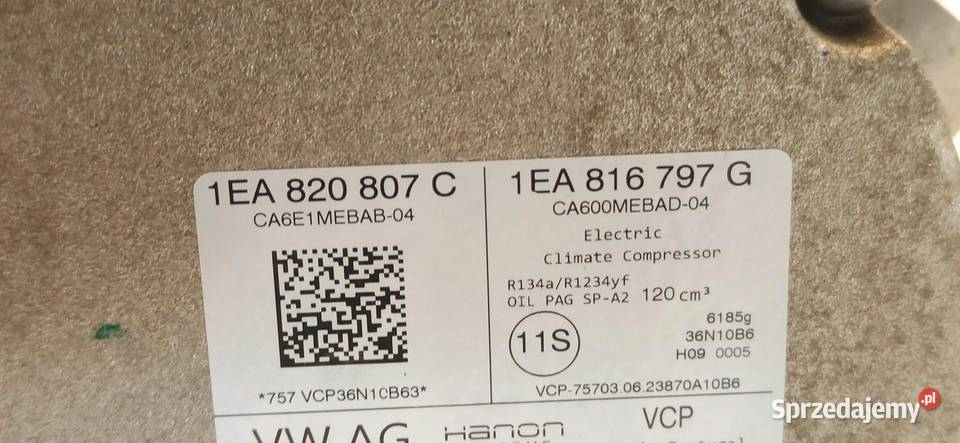 1EA 820 807 C
CA6E1MEBAB-04
*757 VCP36N10B63*
1EA 816 797 G
CA600MEBAD-04
Electric
Climate Compressor
R134a/R1234yf
OIL PAG SP-A2 120 cm³
11S
6185g
36N10B6
H09 0005
VCP-75703.06.23870A10B6
VW AG
Hanon
VCP
Sprzedajemy.pl